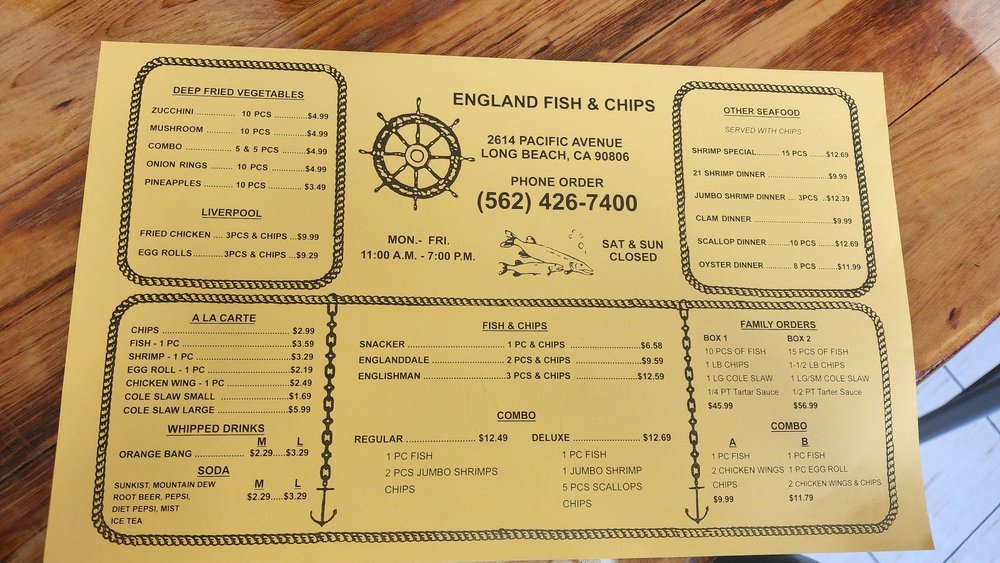 DEEP FRIED VEGETABLES
ZUCCHINI .............. 10 PCS .........$4.99
MUSHROOM ......... 10 PCS ..........$4.99
COMBO ................ 5 & 5 PCS .......$4.99
ONION RINGS ....... 10 PCS ..........$4.99
PINEAPPLES ......... 10 PCS ..........$3.49
LIVERPOOL
FRIED CHICKEN .... 3PCS & CHIPS ...$9.99
EGG ROLLS...........3PCS & CHIPS ...$9.29
ENGLAND FISH & CHIPS
2614 PACIFIC AVENUE
LONG BEACH, CA 90806
PHONE ORDER
(562) 426-7400
MON.- FRI.
11:00 A.M. - 7:00 P.M.
SAT & SUN
CLOSED
OTHER SEAFOOD
SERVED WITH CHIPS
SHRIMP SPECIAL........ 15 PCS .....$12.69
21 SHRIMP DINNER ............................$9.99
JUMBO SHRIMP DINNER .... 3PCS ..$12.39
CLAM DINNER ....................................$9.99
SCALLOP DINNER........10 PCS ......$12.69
OYSTER DINNER ......... 8 PCS .......$11.99
A LA CARTE
CHIPS .......................................$2.99
FISH - 1 PC ...............................$3.59
SHRIMP - 1 PC .........................$3.29
EGG ROLL - 1 PC ......................$2.19
CHICKEN WING - 1 PC ..............$2.49
COLE SLAW SMALL ....................$1.69
COLE SLAW LARGE ....................$5.99
WHIPPED DRINKS
M L
ORANGE BANG ................. $2.29....$3.29
SODA
SUNKIST, MOUNTAIN DEW M L
ROOT BEER, PEPSI, $2.29.....$3.29
DIET PEPSI, MIST
ICE TEA
FISH & CHIPS
SNACKER ................................. 1 PC & CHIPS ........................ $6.58
ENGLANDDALE ......................... 2 PCS & CHIPS ..................... $9.59
ENGLISHMAN ...........................3 PCS & CHIPS ......................$12.59
COMBO
REGULAR ........................ $12.49
1 PC FISH
2 PCS JUMBO SHRIMPS
CHIPS
DELUXE ......................... $12.69
1 PC FISH
1 JUMBO SHRIMP
5 PCS SCALLOPS
CHIPS
FAMILY ORDERS
BOX 1
10 PCS OF FISH
1 LB CHIPS
1 LG COLE SLAW
1/4 PT Tartar Sauce
$45.99
BOX 2
15 PCS OF FISH
1-1/2 LB CHIPS
1 LG/SM COLE SLAW
1/2 PT Tarter Sauce
$56.99
COMBO
A
1 PC FISH
2 CHICKEN WINGS
CHIPS
$9.99
B
1 PC FISH
1 PC EGG ROLL
2 CHICKEN WINGS & CHIPS
$11.79